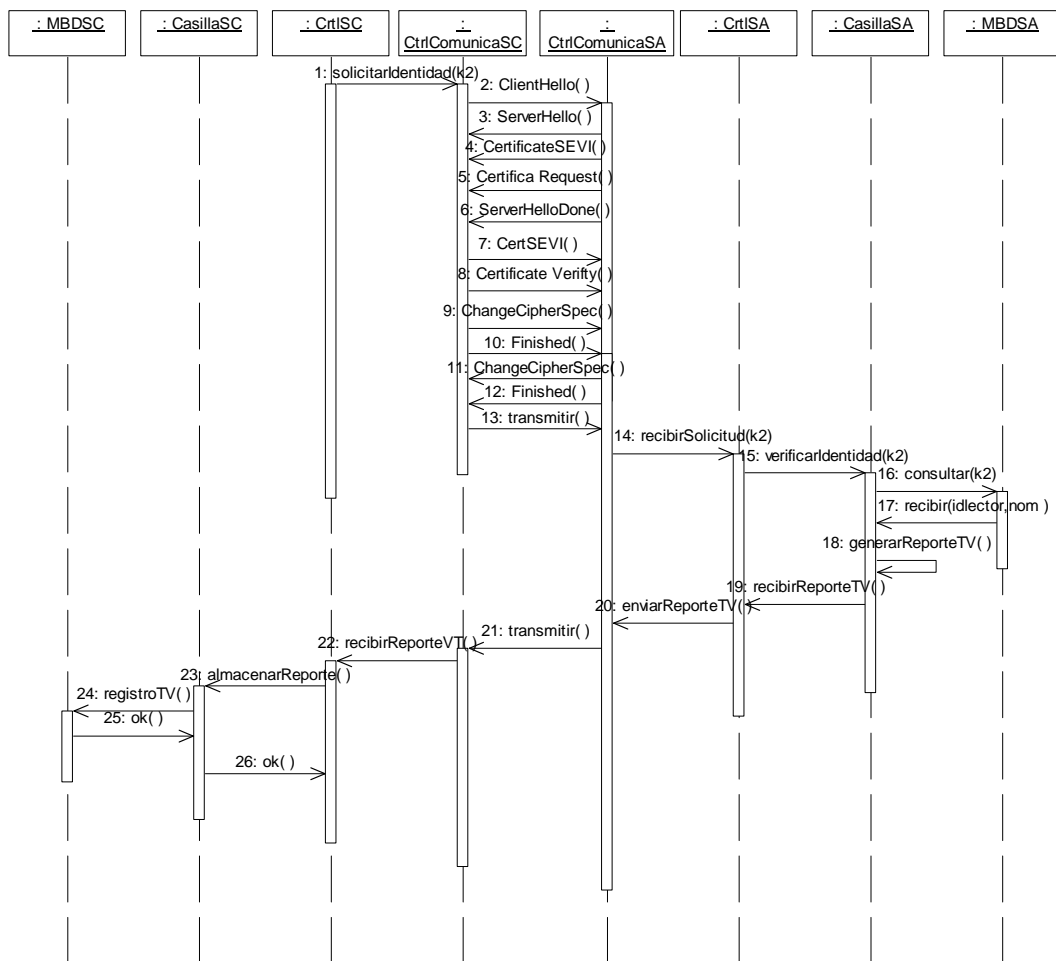 : MBDSC
: CasillaSC
: CrtlSC
:
CtrlComunicaSC
:
CtrlComunicaSA
: CrtlSA
: CasillaSA
: MBDSA
1: solicitarIdentidad(k2)
2: ClientHello( )
3: ServerHello( )
4: CertificateSEVI( )
5: Certifica Request( )
6: ServerHelloDone( )
7: CertSEVI( )
8: Certificate Verifty( )
9: ChangeCipherSpec( )
10: Finished( )
11: ChangeCipherSpec( )
12: Finished( )
13: transmitir( )
14: recibirSolicitud(k2)
15: verificarIdentidad(k2)
16: consultar(k2)
17: recibir(idlector,nom )
18: generarReporteTV( )
19: recibirReporteTV( )
20: enviarReporteTV( )
21: transmitir( )
22: recibirReporteVT( )
23: almacenarReporte( )
24: registroTV( )
25: ok( )
26: ok( )